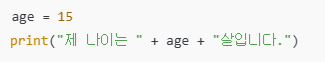 age = 15
print("제 나이는 " + age + "살입니다.")